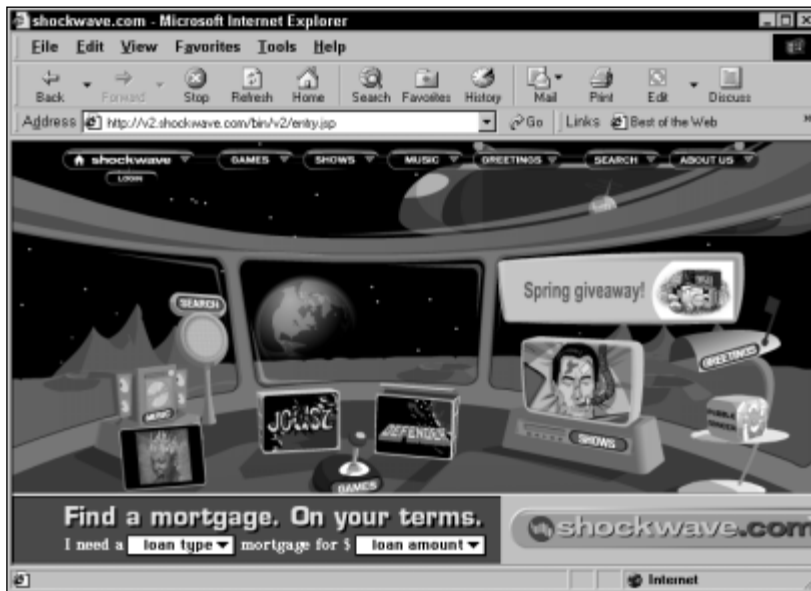 shockwave.com - Microsoft Internet Explorer
File Edit View Favorites Tools Help
Back Forward Stop Refresh Home Search Favorites History Mail Print Edit Discuss
Address http://v2.shockwave.com/bin/v2/entry.jsp Go Links Best of the Web
shockwave GAMES SHOWS MUSIC GREETINGS SEARCH ABOUT US
LOGIN
Spring giveaway!
SEARCH
GREETINGS
MUSIC
JOUST
DEFENDER
SHOWS
GAMES
Find a mortgage. On your terms.
I need a loan type mortgage for $ loan amount
shockwave.com
Internet